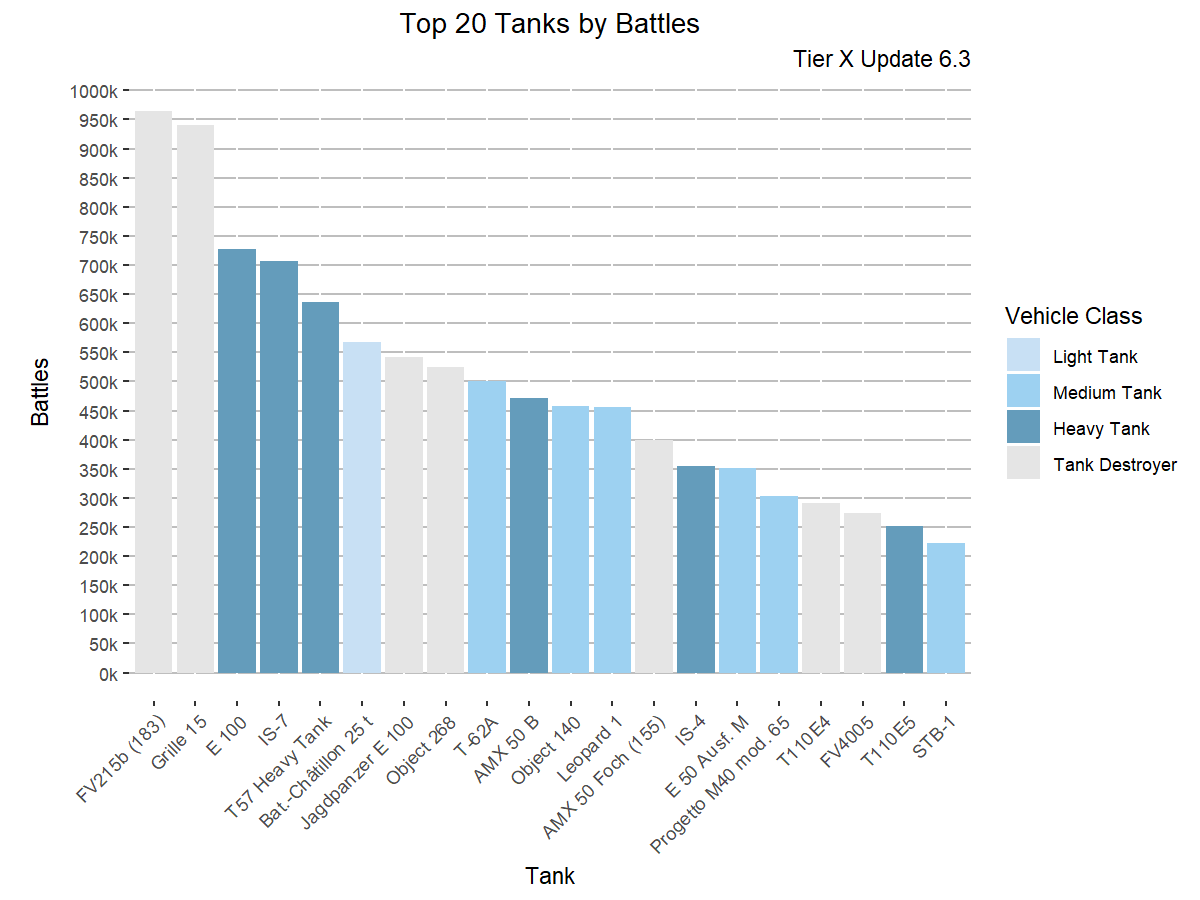 Top 20 Tanks by Battles
Tier X Update 6.3
1000k
950k
900k
850k
800k
750k
700k
650k
600k
550k
500k
450k
400k
350k
300k
250k
200k
150k
100k
50k
0k
Battles
FV215b (183)
Grille 15
E 100
IS-7
T57 Heavy Tank
Bat.-Châtillon 25 t
Jagdpanzer E 100
Object 268
T-62A
AMX 50 B
Object 140
Leopard 1
AMX 50 Foch (155)
IS-4
E 50 Ausf. M
Progetto M40 mod. 65
T110E4
FV4005
T110E5
STB-1
Tank
Vehicle Class
Light Tank
Medium Tank
Heavy Tank
Tank Destroyer